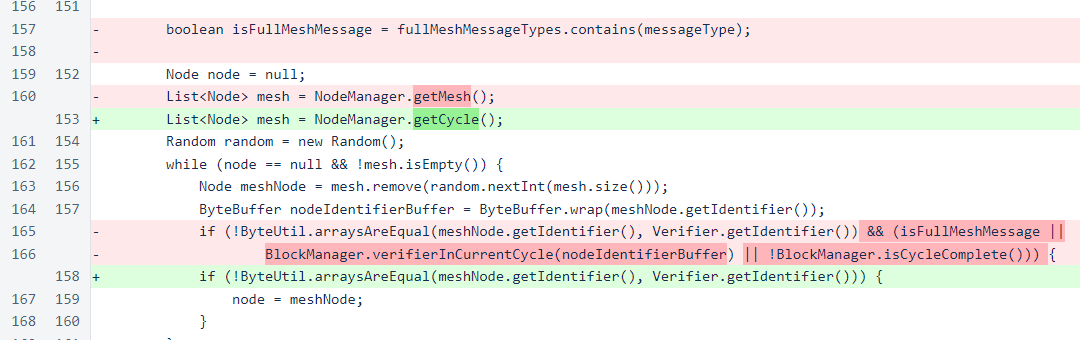 156 151
157 - boolean isFullMeshMessage = fullMeshMessageTypes.contains(messageType);
158 -
159 152 Node node = null;
160 - List<Node> mesh = NodeManager.getMesh();
153 + List<Node> mesh = NodeManager.getCycle();
161 154 Random random = new Random();
162 155 while (node == null && !mesh.isEmpty()) {
163 156 Node meshNode = mesh.remove(random.nextInt(mesh.size()));
164 157 ByteBuffer nodeIdentifierBuffer = ByteBuffer.wrap(meshNode.getIdentifier());
165 - if (!ByteUtil.arraysAreEqual(meshNode.getIdentifier(), Verifier.getIdentifier()) && (isFullMeshMessage ||
166 - BlockManager.verifierInCurrentCycle(nodeIdentifierBuffer) || !BlockManager.isCycleComplete())) {
158 + if (!ByteUtil.arraysAreEqual(meshNode.getIdentifier(), Verifier.getIdentifier())) {
167 159 node = meshNode;
168 160 }